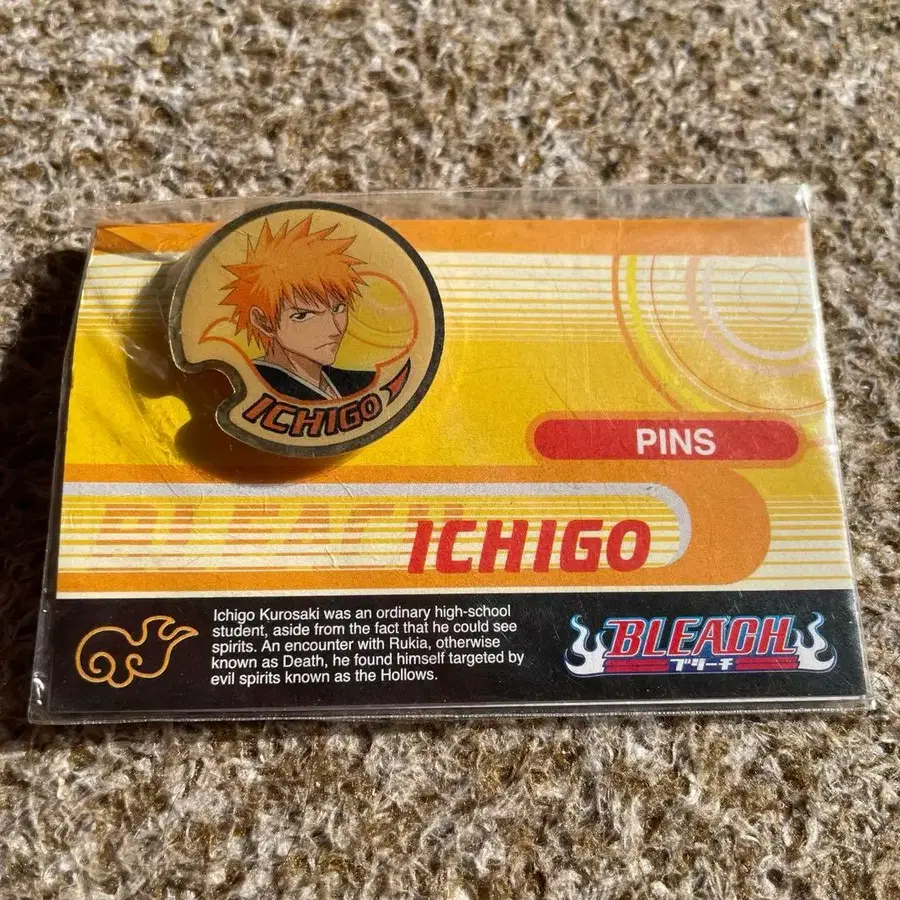 ICHIGO
PINS
BLEACH
ICHIGO
Ichigo Kurosaki was an ordinary high-school
student, aside from the fact that he could see
spirits. An encounter with Rukia, otherwise
known as Death, he found himself targeted by
evil spirits known as the Hollows.
BLEACH
ブリーチ